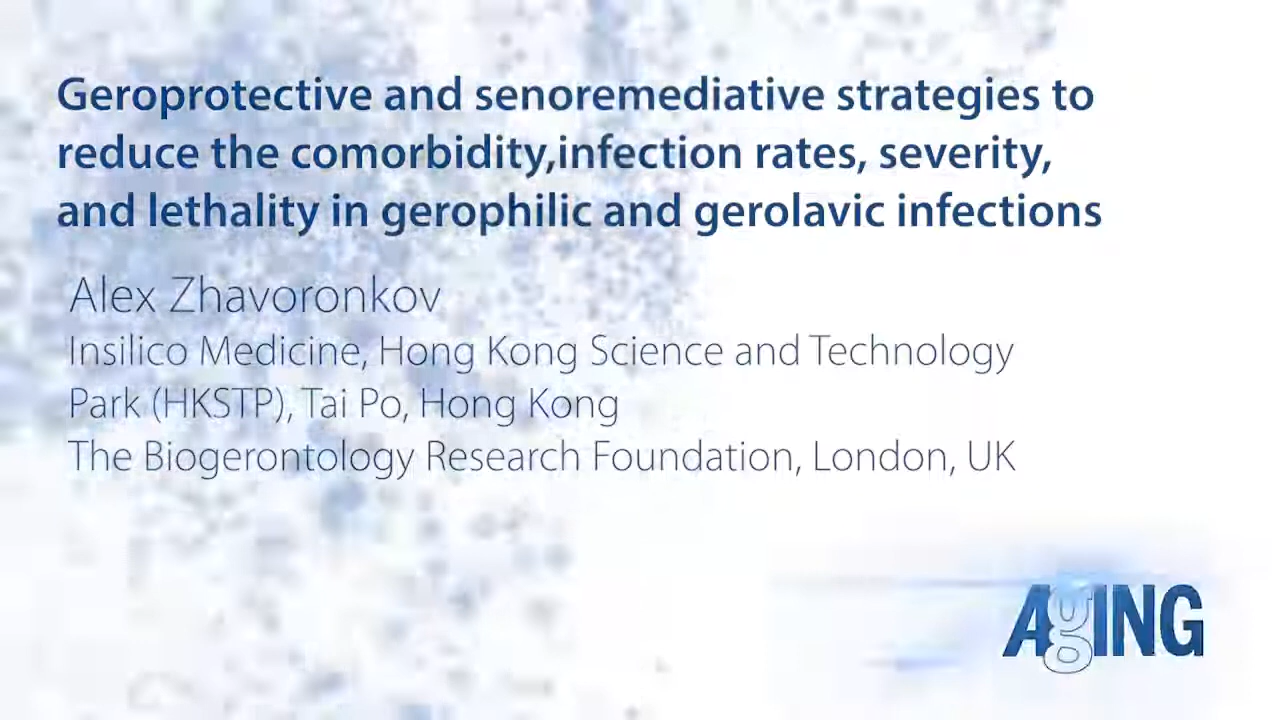 Geroprotective and senoremediative strategies to
reduce the comorbidity,infection rates, severity,
and lethality in gerophilic and gerolavic infections
Alex Zhavoronkov
Insilico Medicine, Hong Kong Science and Technology
Park (HKSTP), Tai Po, Hong Kong
The Biogerontology Research Foundation, London, UK
AgING